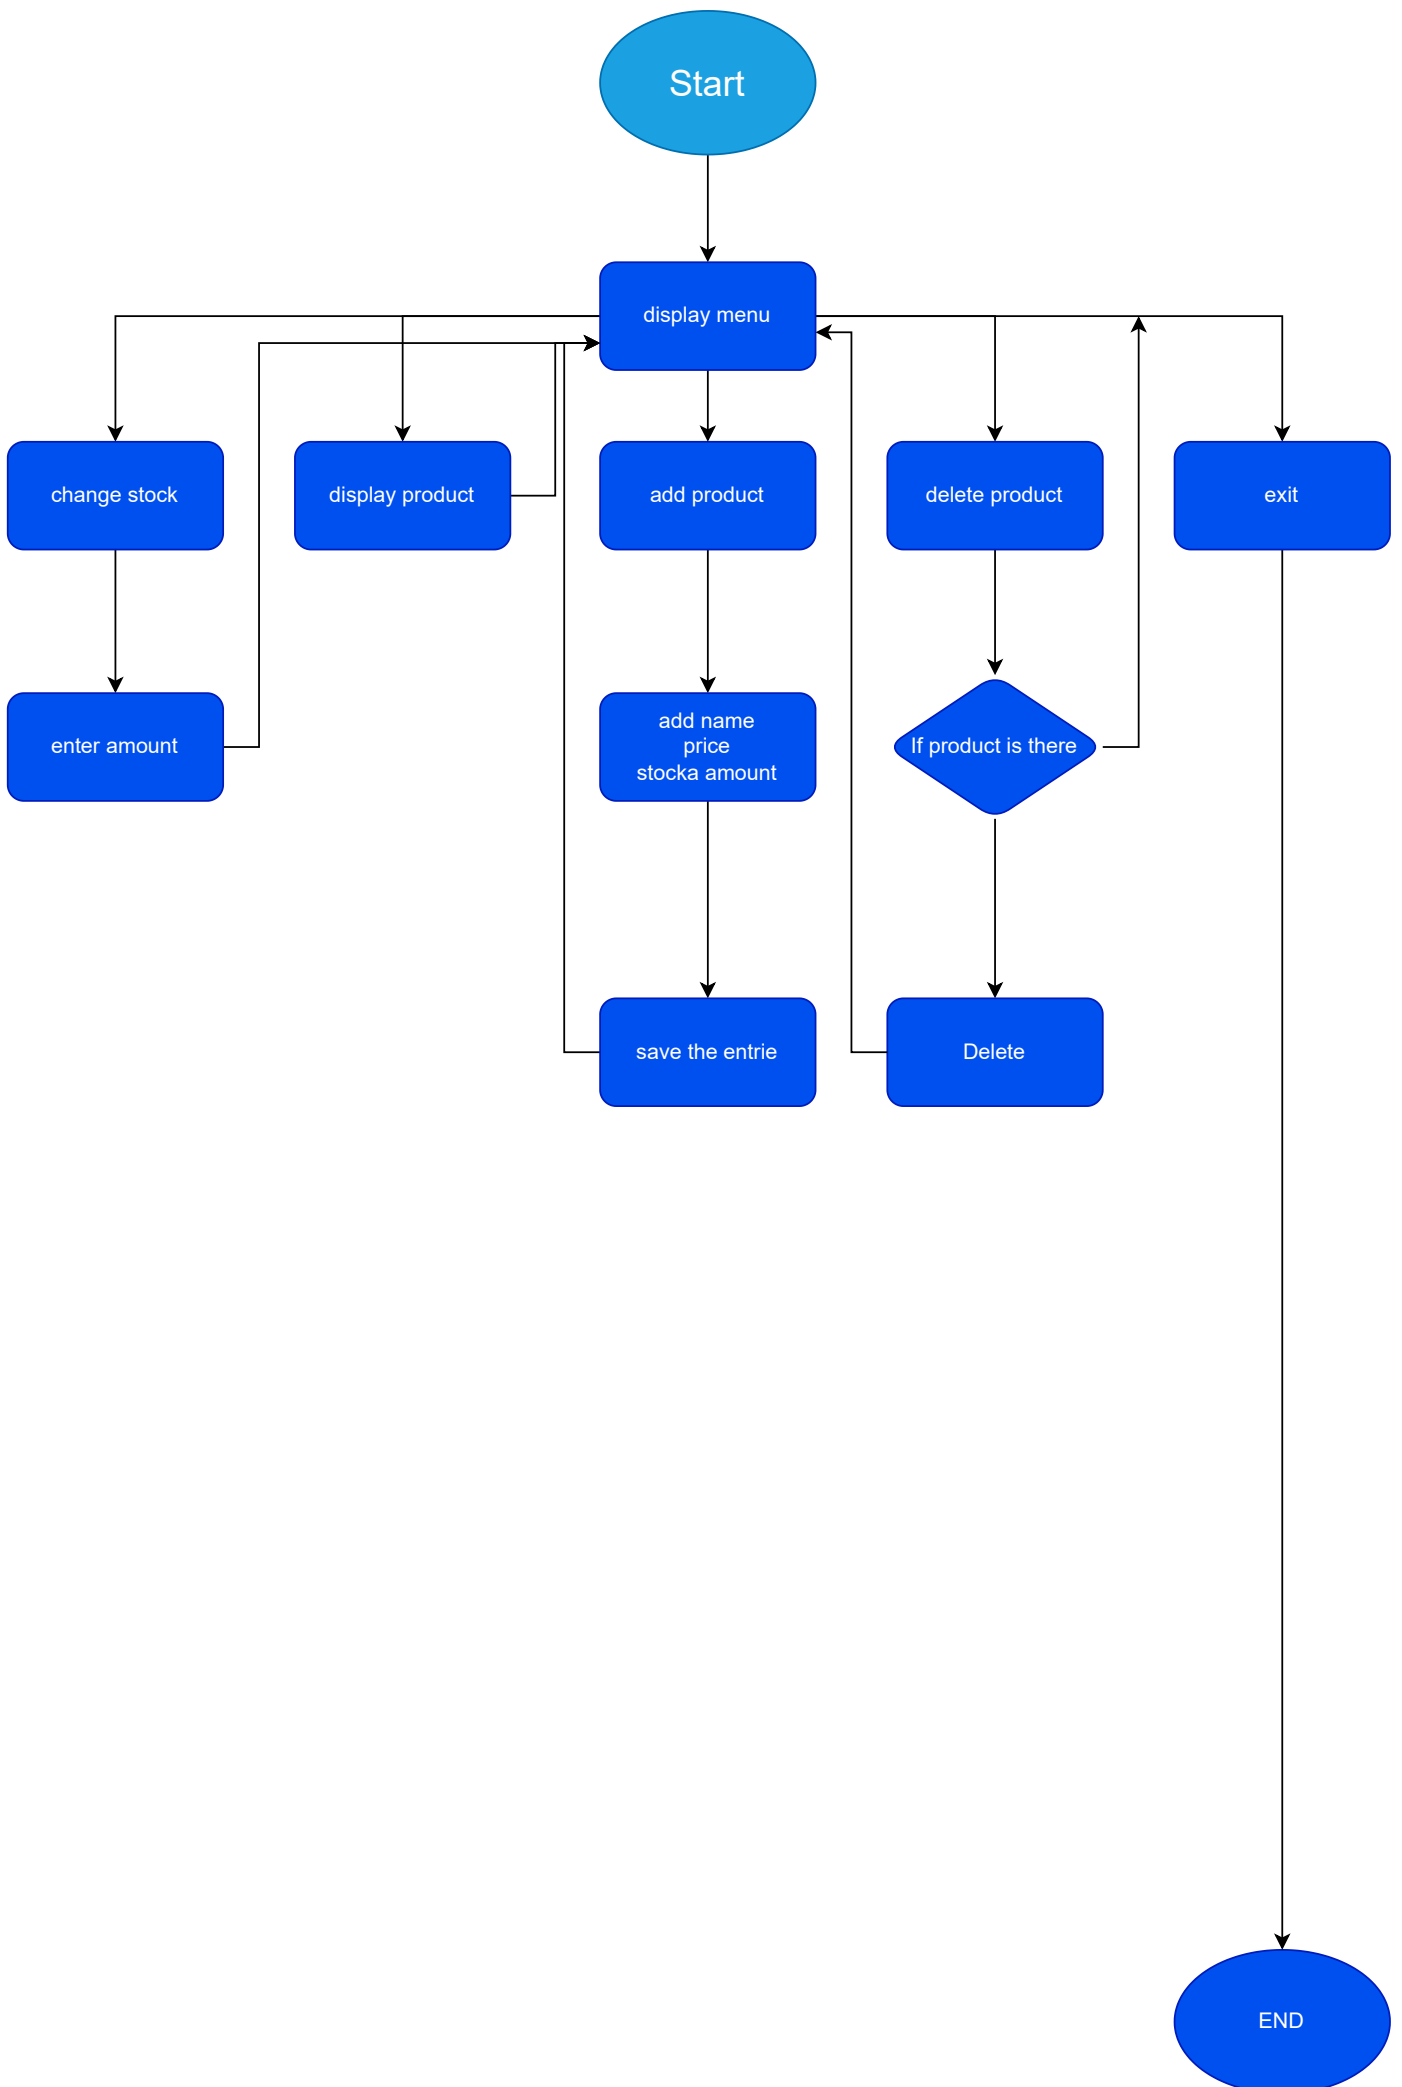 Start
display menu
change stock
display product
add product
delete product
exit
enter amount
add name
price
stocka amount
If product is there
save the entrie
Delete
END